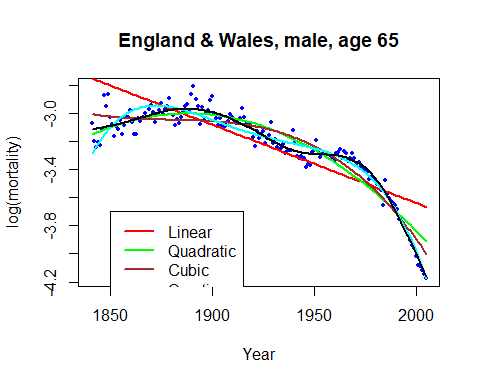 England & Wales, male, age 65
log(mortality)
-3.0
-3.4
-3.8
-4.2
Linear
Quadratic
Cubic
1850
1900
1950
2000
Year